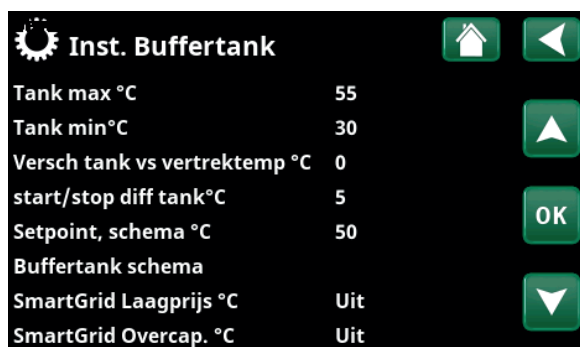 Inst. Buffertank
Tank max °C 55
Tank min°C 30
Versch tank vs vertrektemp °C 0
start/stop diff tank°C 5
OK
Setpoint, schema °C 50
Buffertank schema
SmartGrid Laagprijs °C Uit
SmartGrid Overcap. °C Uit